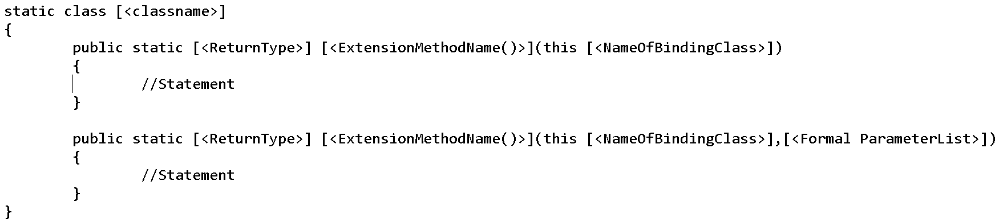 static class [<classname>]
{
public static [<ReturnType>] [<ExtensionMethodName()>](this [<NameOfBindingClass>])
{
//Statement
}
public static [<ReturnType>] [<ExtensionMethodName()>](this [<NameOfBindingClass>],[<Formal ParameterList>])
{
//Statement
}
}